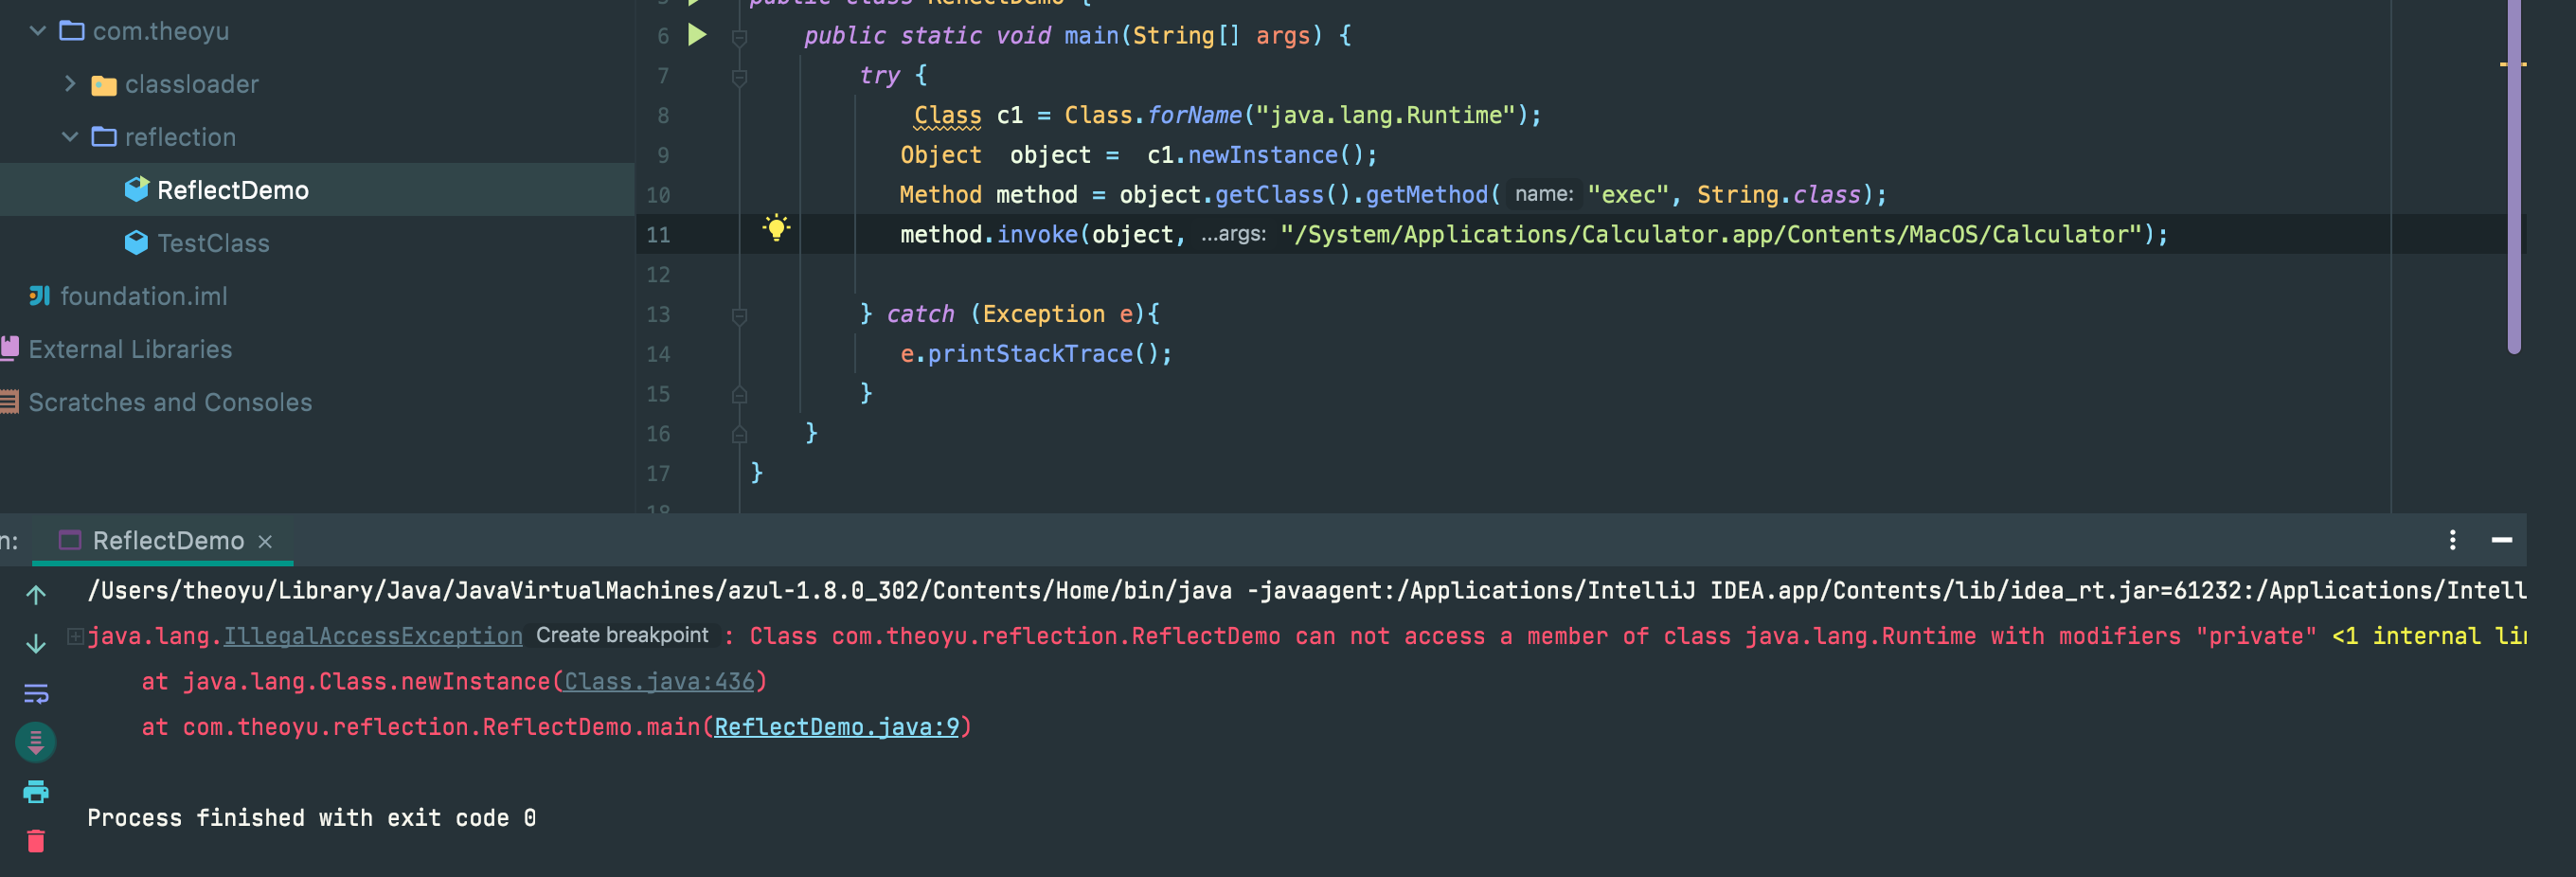 com.theoyu
classloader
reflection
ReflectDemo
TestClass
foundation.iml
External Libraries
Scratches and Consoles
public class ReflectDemo {
6 public static void main(String[] args) {
7 try {
8 Class c1 = Class.forName("java.lang.Runtime");
9 Object object = c1.newInstance();
10 Method method = object.getClass().getMethod( name: "exec", String.class);
11 method.invoke(object, ...args: "/System/Applications/Calculator.app/Contents/MacOS/Calculator");
12
13 } catch (Exception e){
14 e.printStackTrace();
15 }
16 }
17 }
18
n: ReflectDemo ×
/Users/theoyu/Library/Java/JavaVirtualMachines/azul-1.8.0_302/Contents/Home/bin/java -javaagent:/Applications/IntelliJ IDEA.app/Contents/lib/idea_rt.jar=61232:/Applications/Intell
java.lang.IllegalAccessException Create breakpoint : Class com.theoyu.reflection.ReflectDemo can not access a member of class java.lang.Runtime with modifiers "private" <1 internal lin
at java.lang.Class.newInstance(Class.java:436)
at com.theoyu.reflection.ReflectDemo.main(ReflectDemo.java:9)
Process finished with exit code 0